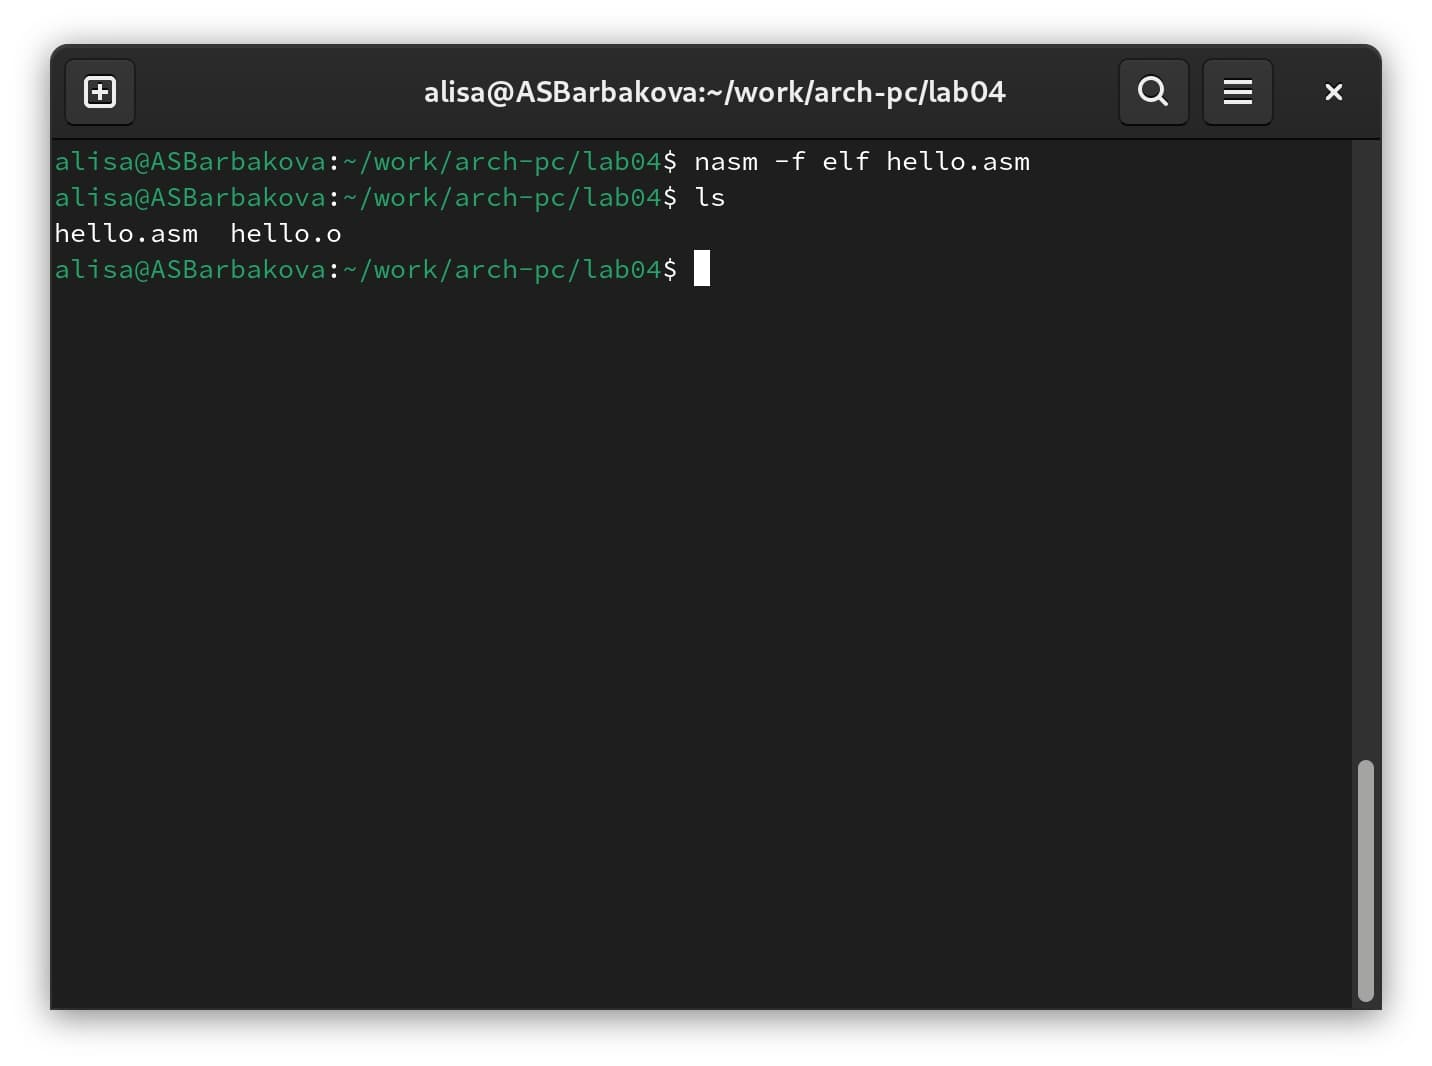 alisa@ASBarbakova:~/work/arch-pc/lab04
alisa@ASBarbakova:~/work/arch-pc/lab04$ nasm -f elf hello.asm
alisa@ASBarbakova:~/work/arch-pc/lab04$ ls
hello.asm  hello.o
alisa@ASBarbakova:~/work/arch-pc/lab04$